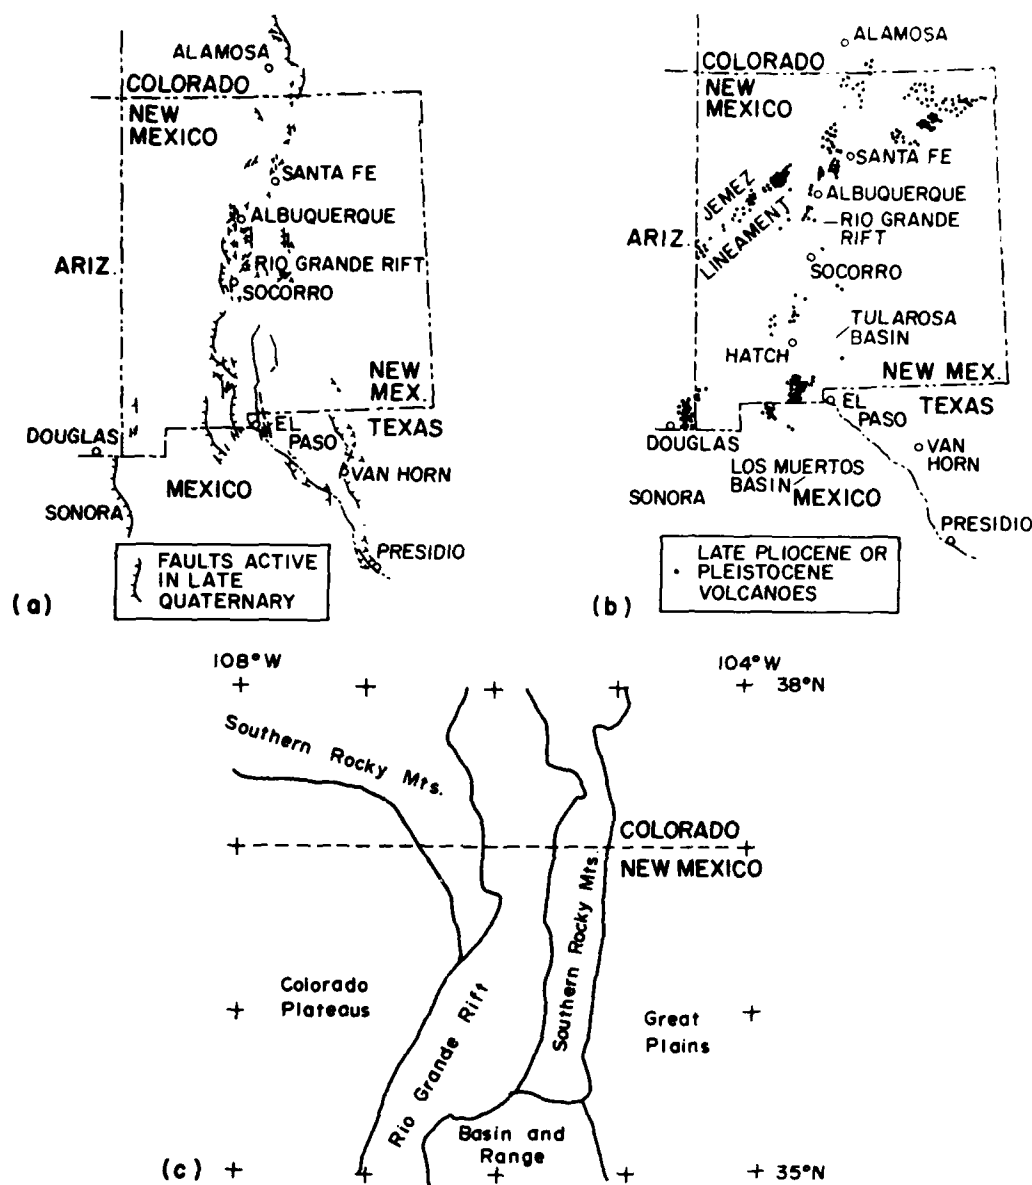 ALAMOSA
COLORADO
NEW
MEXICO
SANTA FE
ALBUQUERQUE
ARIZ.
RIO GRANDE RIFT
SOCORRO
NEW
MEX.
TEXAS
EL
PASO
DOUGLAS
VAN HORN
MEXICO
SONORA
PRESIDIO
FAULTS ACTIVE
IN LATE
QUATERNARY
(a)
ALAMOSA
COLORADO
NEW
MEXICO
SANTA FE
JEMEZ
LINEAMENT
ALBUQUERQUE
RIO GRANDE
RIFT
ARIZ.
SOCORRO
TULAROSA
BASIN
HATCH
NEW MEX.
EL
PASO
TEXAS
DOUGLAS
VAN
HORN
LOS MUERTOS
BASIN
SONORA
MEXICO
PRESIDIO
LATE PLIOCENE OR
PLEISTOCENE
VOLCANOES
(b)
108°W
104°W
38°N
Southern Rocky Mts.
COLORADO
NEW MEXICO
Southern Rocky Mts.
Colorado
Plateaus
Rio Grande Rift
Great
Plains
Basin and
Range
35°N
(c)